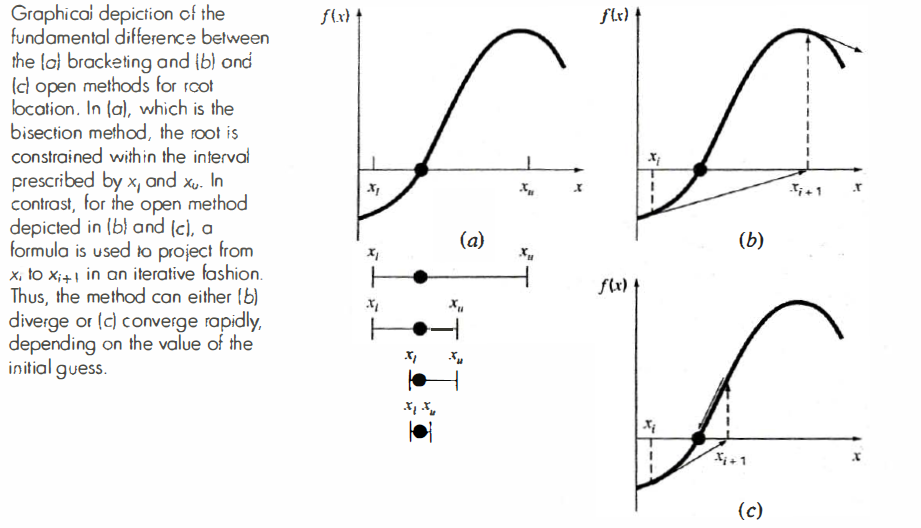 Graphical depiction of the
fundamental difference between
the (a) bracketing and (b) and
(c) open methods for root
location. In (a), which is the
bisection method, the root is
constrained within the interval
prescribed by xₗ and xᵤ. In
contrast, for the open method
depicted in (b) and (c), a
formula is used to project from
xᵢ to xᵢ₊₁ in an iterative fashion.
Thus, the method can either (b)
diverge or (c) converge rapidly,
depending on the value of the
initial guess.
f(x)
xₗ
xᵤ
x
(a)
xₗ
xᵤ
xₗ
xᵤ
xₗ
xᵤ
xₗ xᵤ
f(x)
xᵢ
xᵢ₊₁
x
(b)
f(x)
xᵢ
xᵢ₊₁
x
(c)